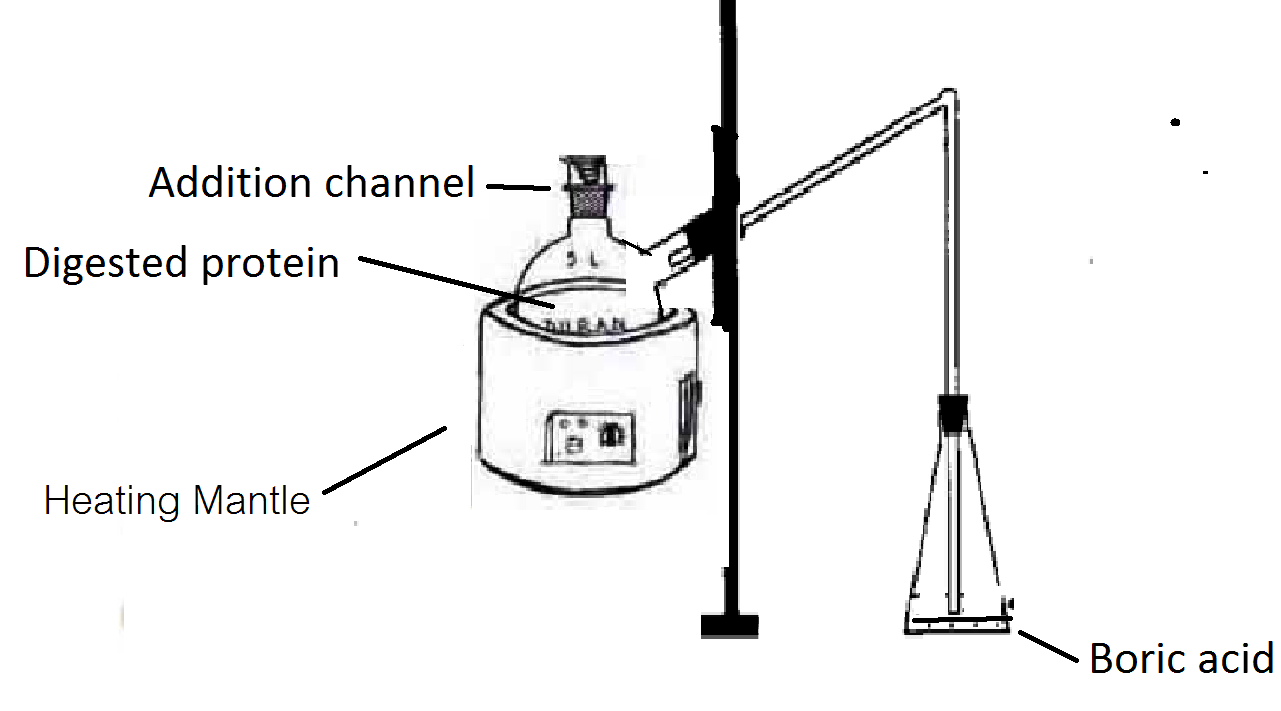 Addition channel
Digested protein
5 L
DURAN
Heating Mantle
Boric acid